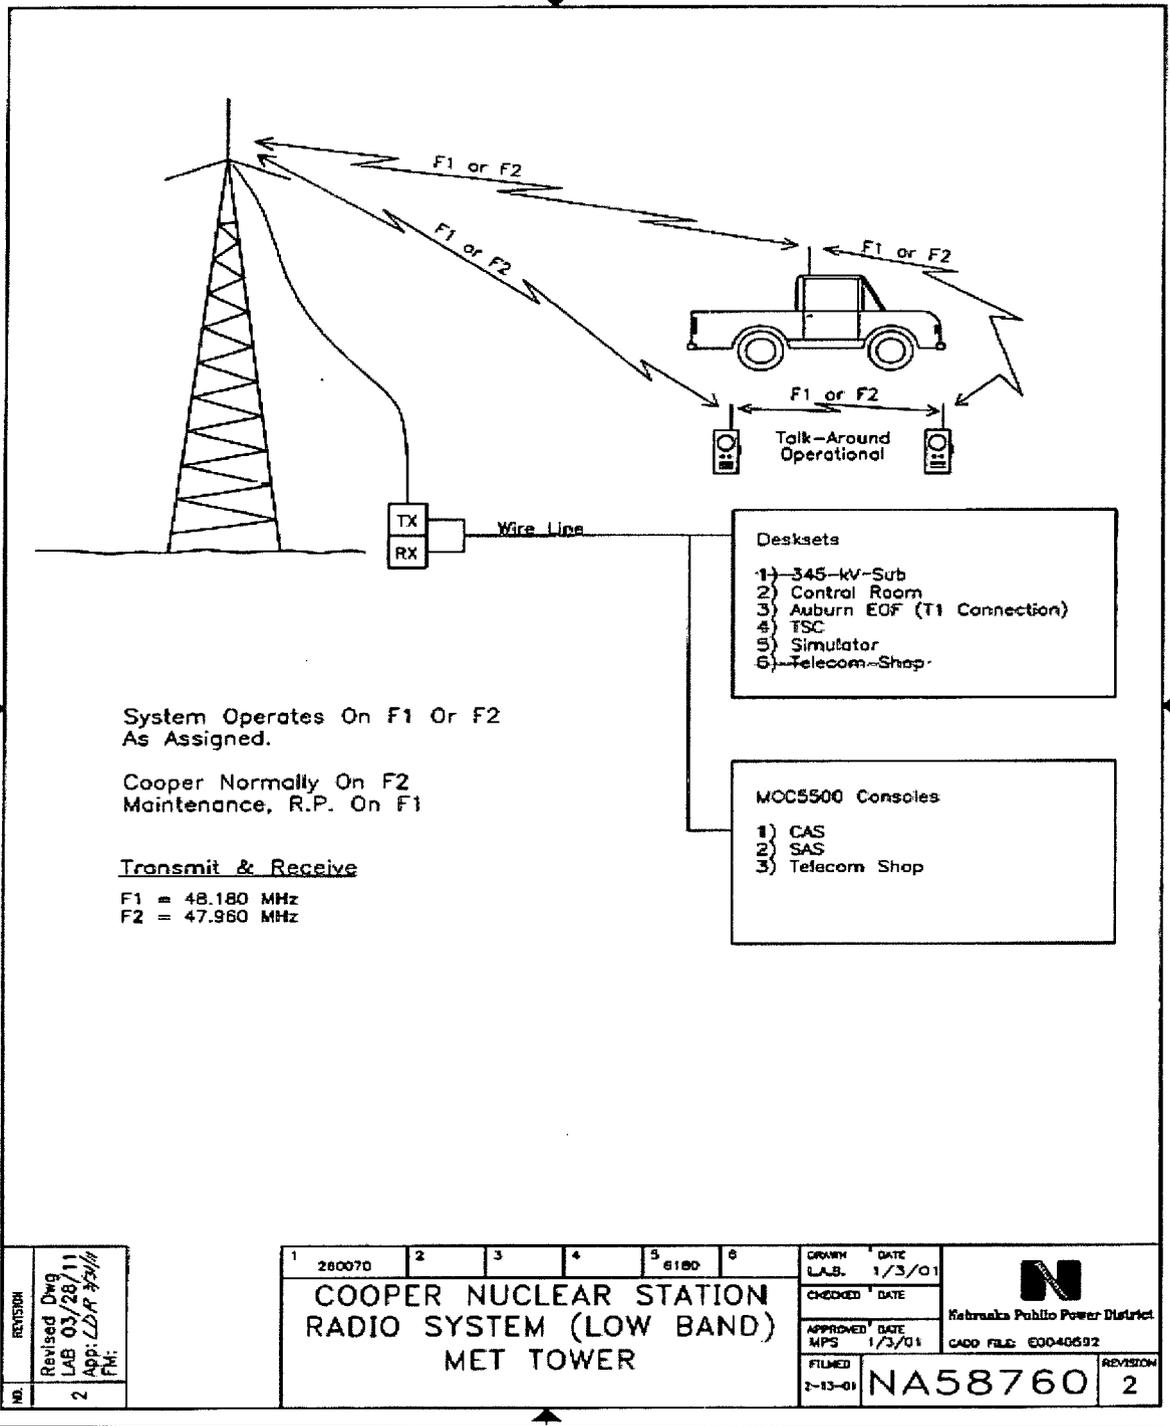 F1 or F2
F1 or F2
F1 or F2
F1 or F2
Talk-Around
Operational
TX
RX
Wire Line
Desksets
1) 345-kV-Sub
2) Control Room
3) Auburn EOF (T1 Connection)
4) TSC
5) Simulator
6) Telecom-Shop
System Operates On F1 Or F2
As Assigned.
Cooper Normally On F2
Maintenance, R.P. On F1
Transmit & Receive
F1 = 48.180 MHz
F2 = 47.960 MHz
MOC5500 Consoles
1) CAS
2) SAS
3) Telecom Shop
REVISION
NO.
Revised Dwg
LAB 03/28/11
App: LDR 3/31/11
FM:
2
1 260070 2 3 4 5 6180 6
COOPER NUCLEAR STATION
RADIO SYSTEM (LOW BAND)
MET TOWER
DRAWN DATE
L.A.B. 1/3/01
CHECKED DATE
APPROVED DATE
MPS 1/3/01
FILMED
2-13-01
Nebraska Public Power District
CADD FILE: E0040692
NA58760
REVISION
2